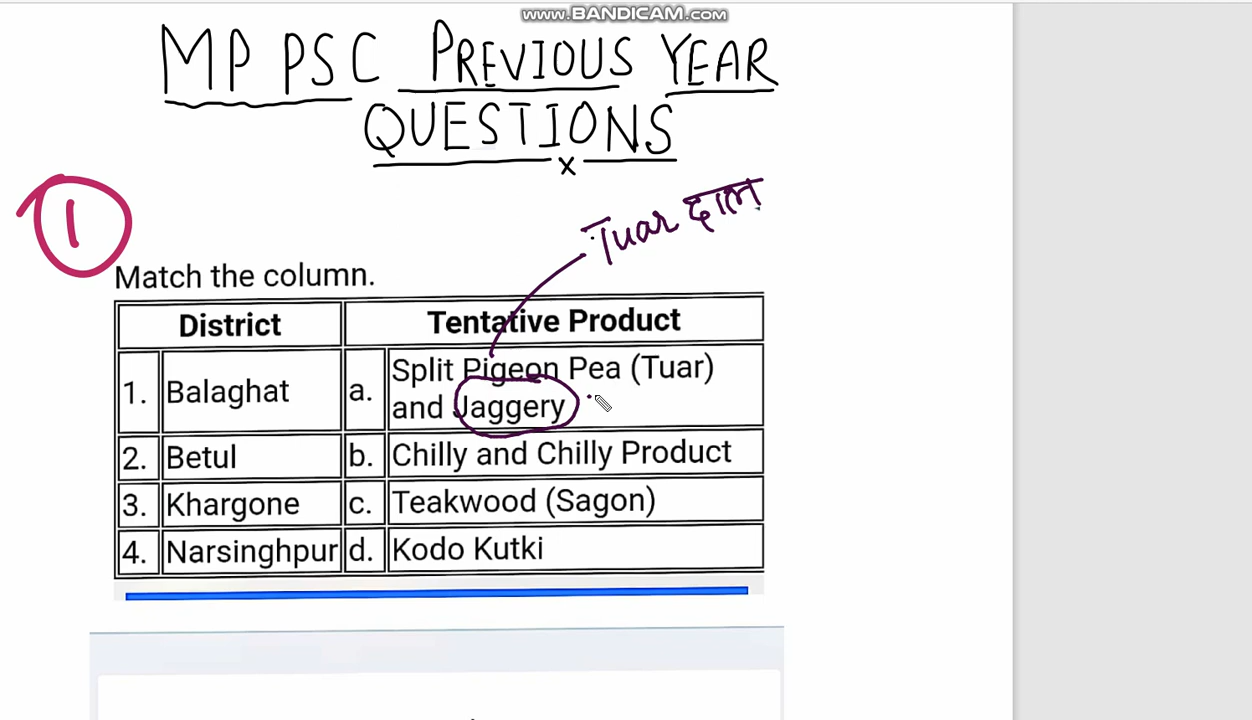 www.BANDICAM.com
MP PSC PREVIOUS YEAR
QUESTIONS
x
1
Tuar दाल
Match the column.
District Tentative Product
1. Balaghat a. Split Pigeon Pea (Tuar)
and Jaggery
2. Betul b. Chilly and Chilly Product
3. Khargone c. Teakwood (Sagon)
4. Narsinghpur d. Kodo Kutki